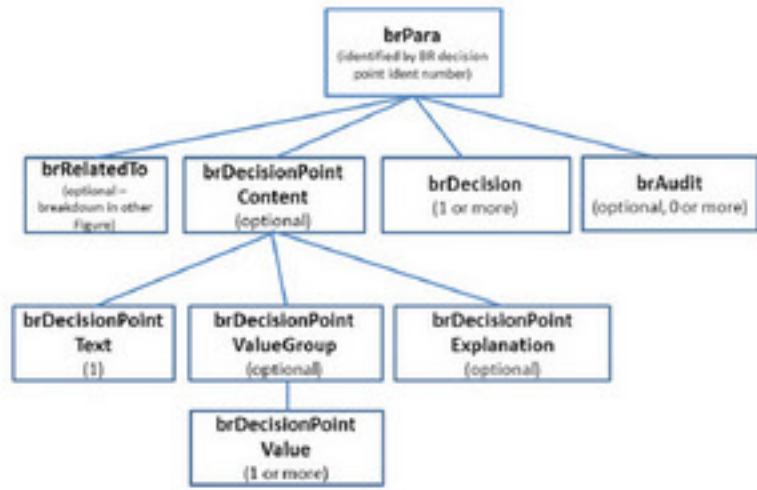 brPara
(identified by BR decision
point ident number)
brRelatedTo
(optional –
breakdown in other
Figure)
brDecisionPoint
Content
(optional)
brDecision
(1 or more)
brAudit
(optional, 0 or more)
brDecisionPoint
Text
(1)
brDecisionPoint
ValueGroup
(optional)
brDecisionPoint
Explanation
(optional)
brDecisionPoint
Value
(1 or more)